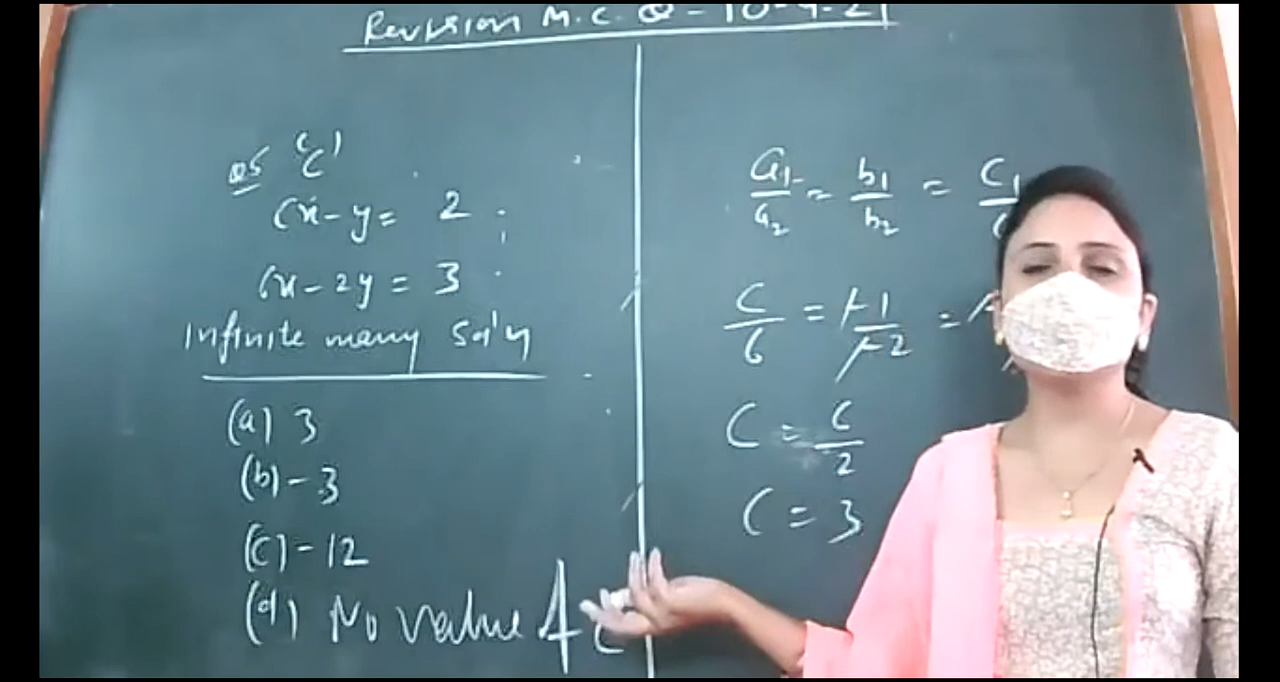 Revision M.C.Q - 10-4-21
Q5 'C'
Cx - y = 2 ;
6x - 2y = 3
Infinite many Sol'n
(a) 3
(b) - 3
(C) - 12
(d) No value of C
a1/a2 = b1/b2 = C1
C/6 = -1/-2 =
C = 6/2
C = 3